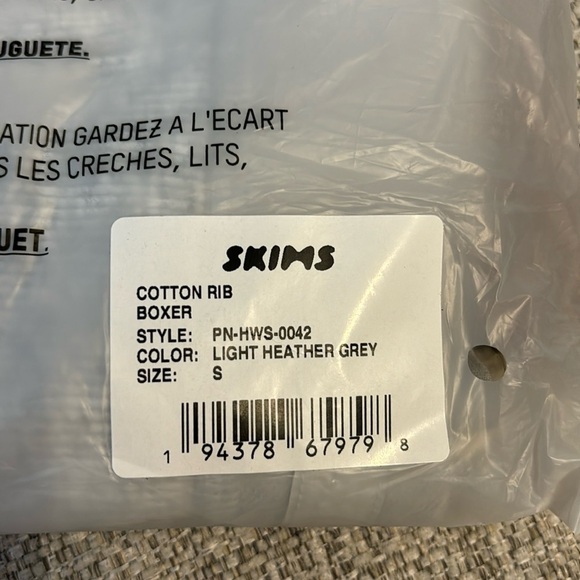 UGUETE.
ATION GARDEZ A L'ECART
S LES CRECHES, LITS,
UET.
SKIMS
COTTON RIB
BOXER
STYLE: PN-HWS-0042
COLOR: LIGHT HEATHER GREY
SIZE: S
1 94378 67979 8